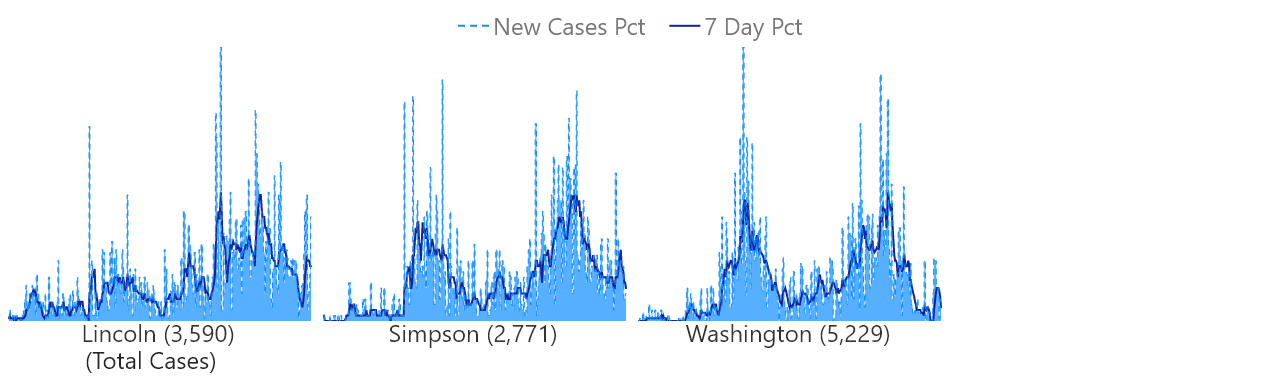 New Cases Pct 7 Day Pct
Lincoln (3,590) Simpson (2,771) Washington (5,229)
(Total Cases)